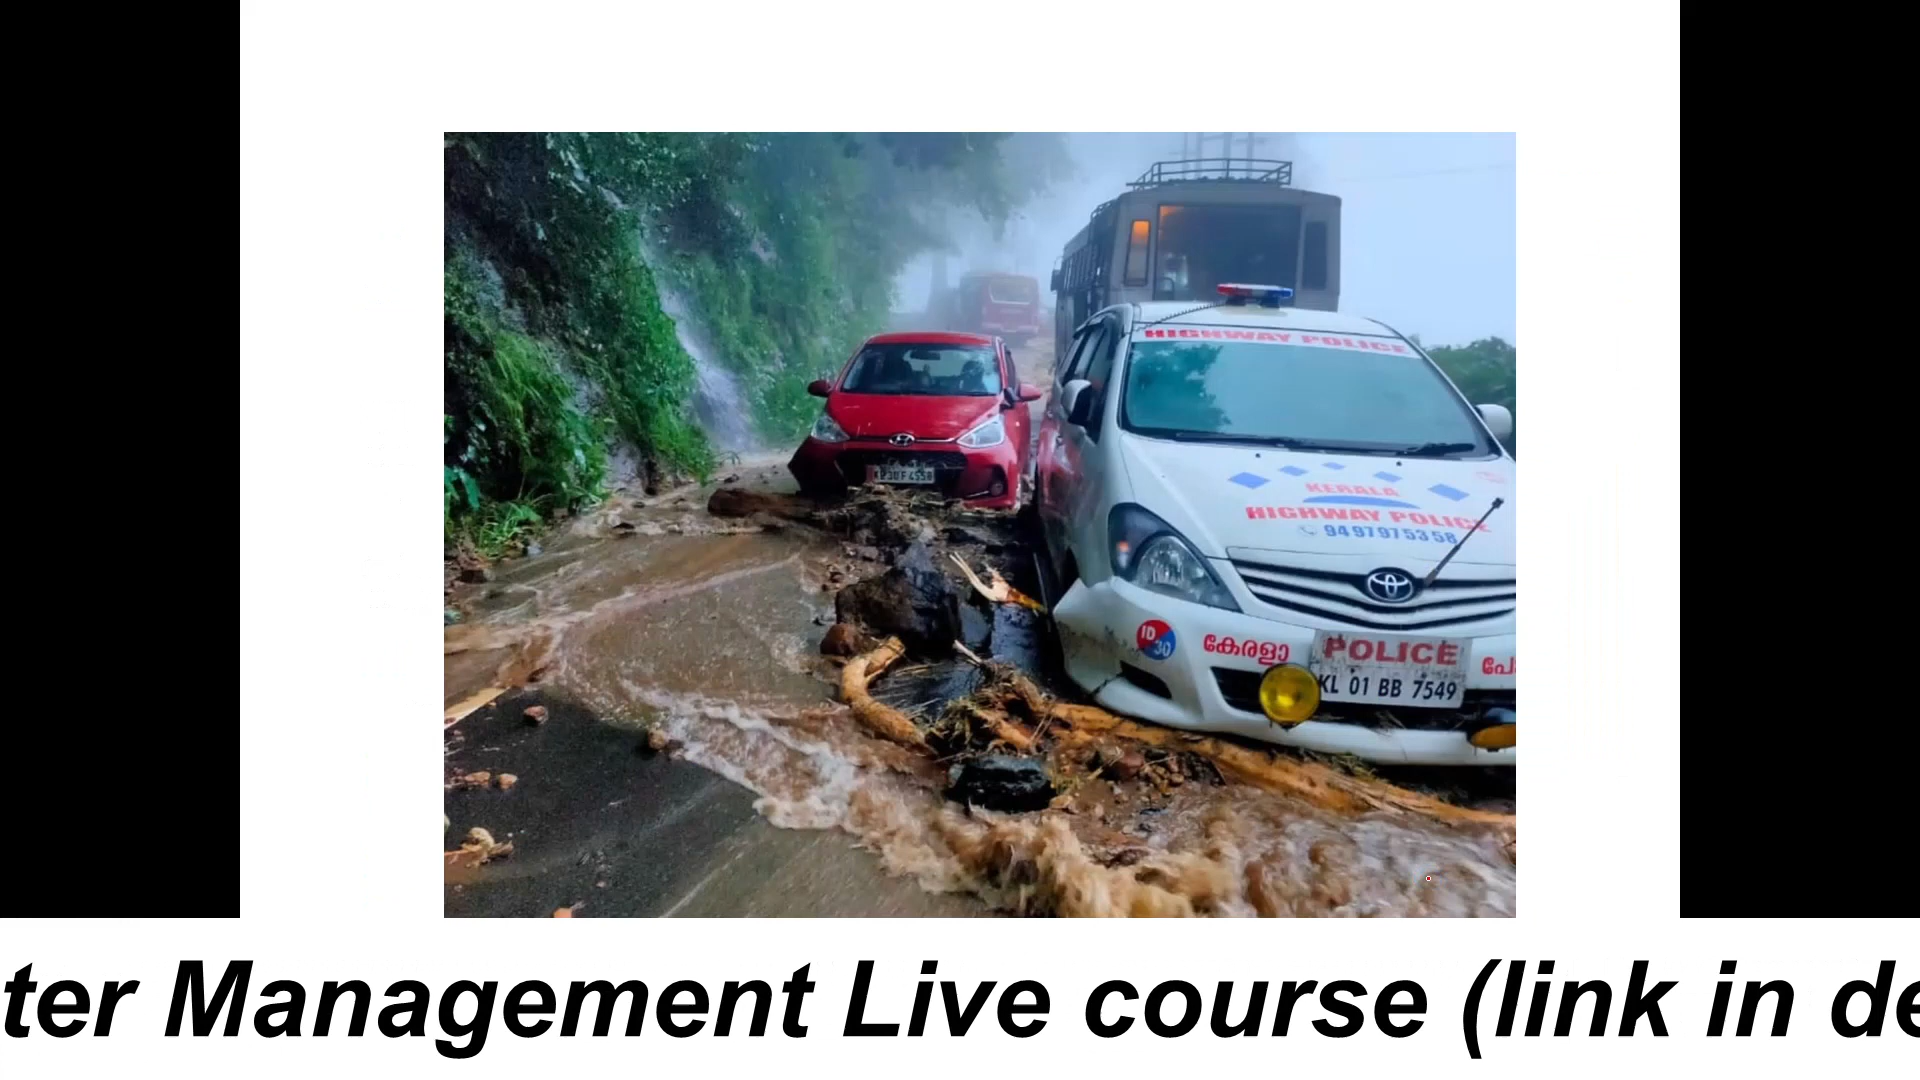 HIGHWAY POLICE
KERALA
HIGHWAY POLICE
9497975358
ID
30
കേരളാ
POLICE
KL 01 BB 7549
ter Management Live course (link in de